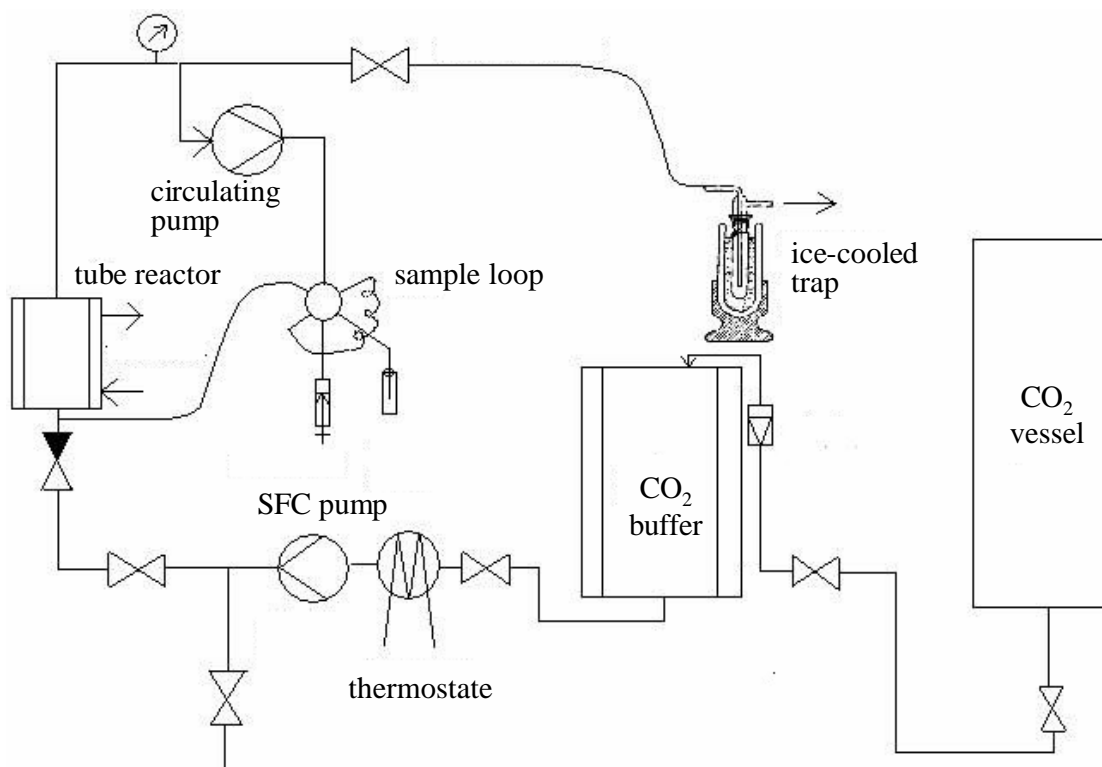 circulating
pump
tube reactor
sample loop
ice-cooled
trap
CO₂
vessel
CO₂
buffer
SFC pump
thermostate